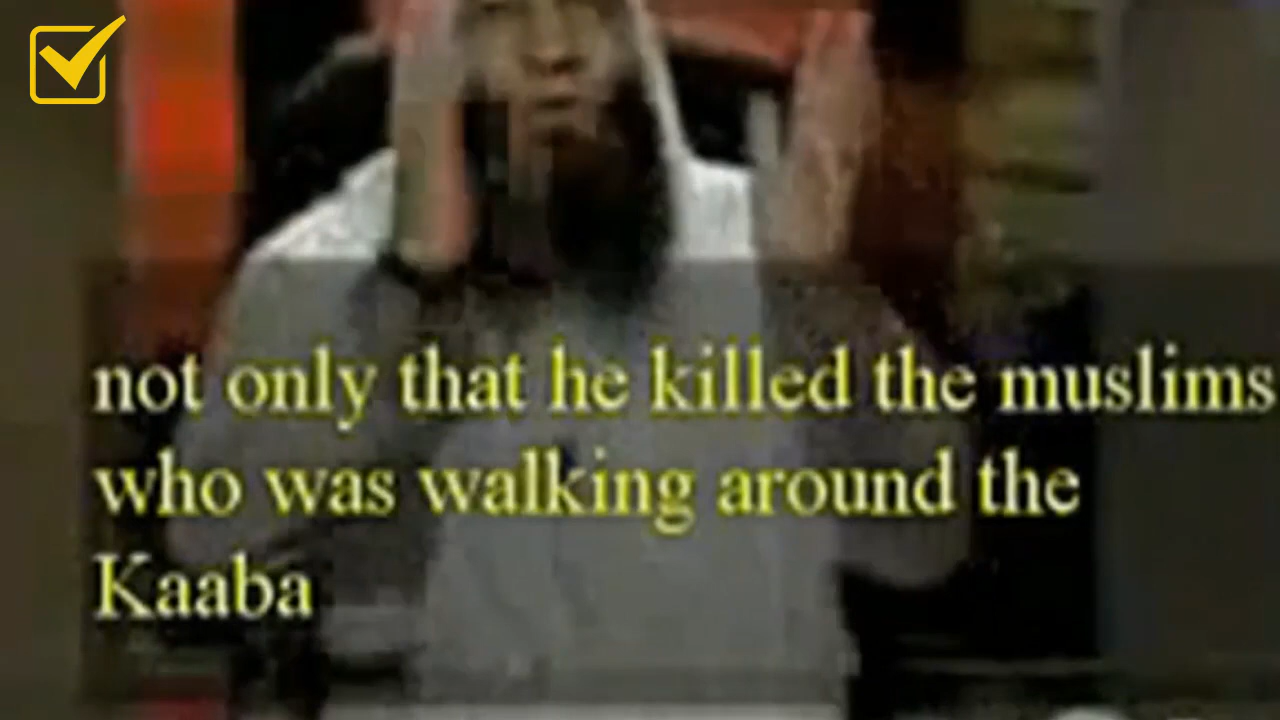 not only that he killed the muslims
who was walking around the
Kaaba